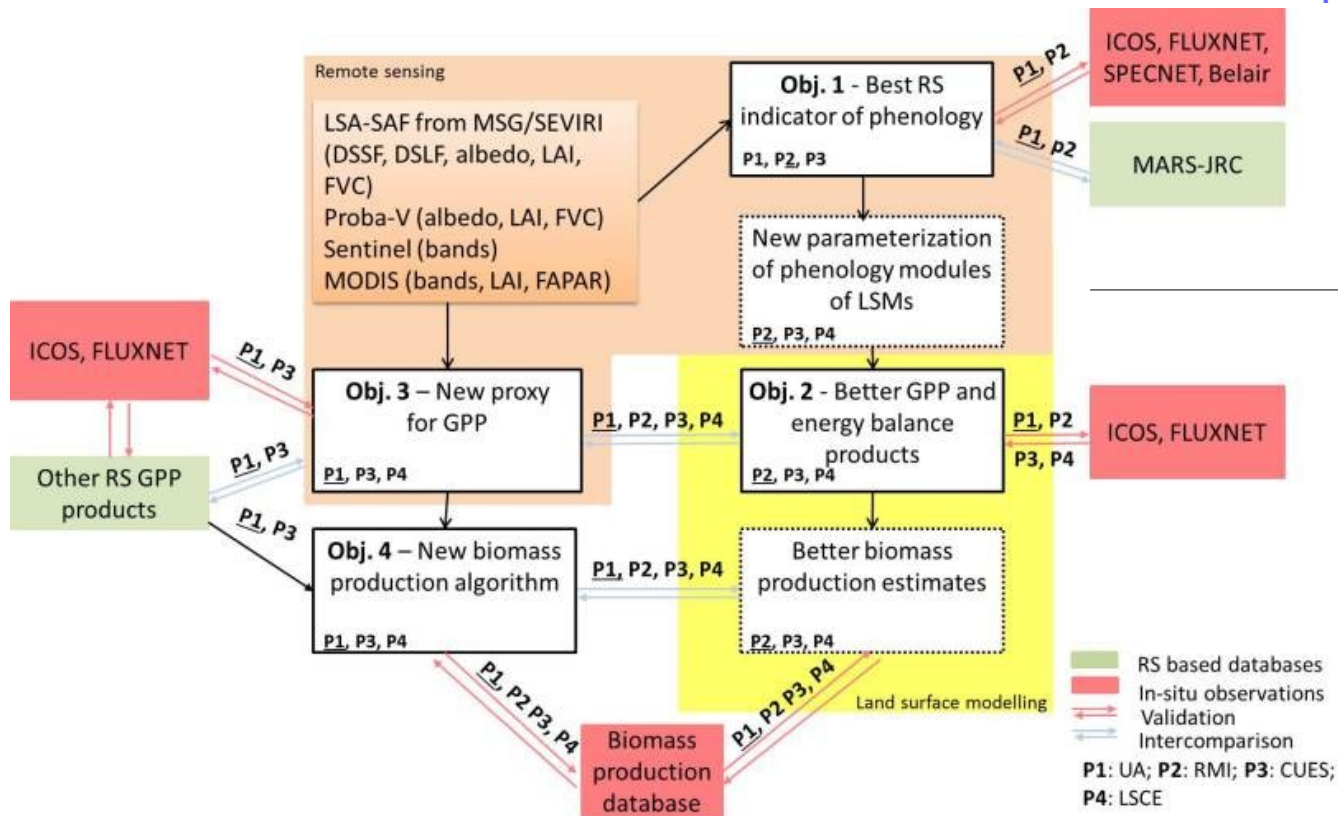 Remote sensing
LSA-SAF from MSG/SEVIRI
(DSSF, DSLF, albedo, LAI,
FVC)
Proba-V (albedo, LAI, FVC)
Sentinel (bands)
MODIS (bands, LAI, FAPAR)
Obj. 1 - Best RS
indicator of phenology
P1, P2, P3
P1, P2
ICOS, FLUXNET,
SPECNET, Belair
P1, p2
MARS-JRC
New parameterization
of phenology modules
of LSMs
P2, P3, P4
ICOS, FLUXNET
P1, P3
Obj. 3 – New proxy
for GPP
P1, P3, P4
P1, P2, P3, P4
Obj. 2 - Better GPP and
energy balance
products
P2, P3, P4
P1, P2
P3, P4
ICOS, FLUXNET
Other RS GPP
products
P1, P3
P1, P3
Obj. 4 – New biomass
production algorithm
P1, P3, P4
P1, P2, P3, P4
Better biomass
production estimates
P2, P3, P4
Land surface modelling
P1, P2
P3, P4
P1, P2 P3, P4
Biomass
production
database
RS based databases
In-situ observations
Validation
Intercomparison
P1: UA; P2: RMI; P3: CUES;
P4: LSCE